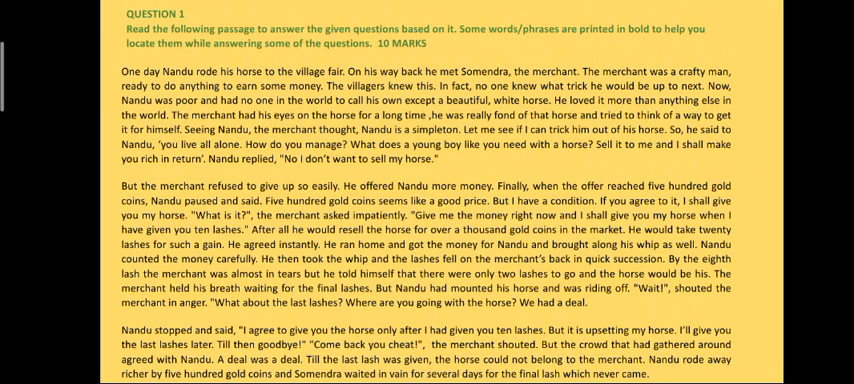 QUESTION 1
Read the following passage to answer the given questions based on it. Some words/phrases are printed in bold to help you
locate them while answering some of the questions.  10 MARKS
One day Nandu rode his horse to the village fair. On his way back he met Somendra, the merchant. The merchant was a crafty man,
ready to do anything to earn some money. The villagers knew this. In fact, no one knew what trick he would be up to next. Now,
Nandu was poor and had no one in the world to call his own except a beautiful, white horse. He loved it more than anything else in
the world. The merchant had his eyes on the horse for a long time ,he was really fond of that horse and tried to think of a way to get
it for himself. Seeing Nandu, the merchant thought, Nandu is a simpleton. Let me see if I can trick him out of his horse. So, he said to
Nandu, ‘you live all alone. How do you manage? What does a young boy like you need with a horse? Sell it to me and I shall make
you rich in return’. Nandu replied, "No I don’t want to sell my horse."
But the merchant refused to give up so easily. He offered Nandu more money. Finally, when the offer reached five hundred gold
coins, Nandu paused and said. Five hundred gold coins seems like a good price. But I have a condition. If you agree to it, I shall give
you my horse. "What is it?", the merchant asked impatiently. "Give me the money right now and I shall give you my horse when I
have given you ten lashes." After all he would resell the horse for over a thousand gold coins in the market. He would take twenty
lashes for such a gain. He agreed instantly. He ran home and got the money for Nandu and brought along his whip as well. Nandu
counted the money carefully. He then took the whip and the lashes fell on the merchant’s back in quick succession. By the eighth
lash the merchant was almost in tears but he told himself that there were only two lashes to go and the horse would be his. The
merchant held his breath waiting for the final lashes. But Nandu had mounted his horse and was riding off. "Wait!", shouted the
merchant in anger. "What about the last lashes? Where are you going with the horse? We had a deal.
Nandu stopped and said, "I agree to give you the horse only after I had given you ten lashes. But it is upsetting my horse. I’ll give you
the last lashes later. Till then goodbye!" "Come back you cheat!",  the merchant shouted. But the crowd that had gathered around
agreed with Nandu. A deal was a deal. Till the last lash was given, the horse could not belong to the merchant. Nandu rode away
richer by five hundred gold coins and Somendra waited in vain for several days for the final lash which never came.